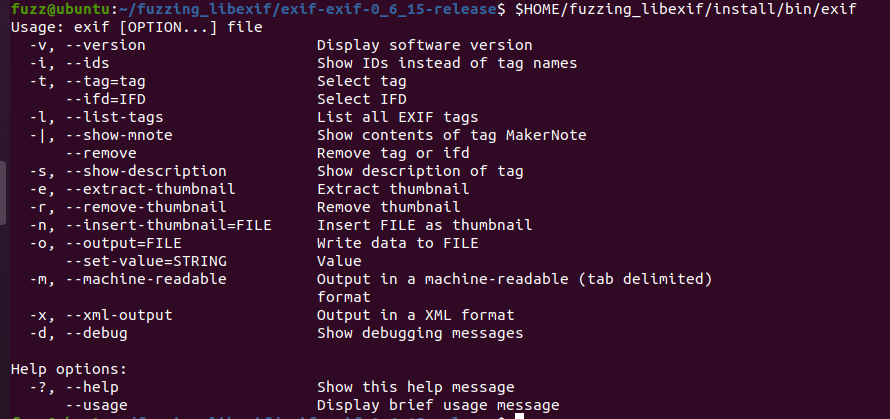 fuzz@ubuntu:~/fuzzing_libexif/exif-exif-0_6_15-release$ $HOME/fuzzing_libexif/install/bin/exif
Usage: exif [OPTION...] file
  -v, --version                   Display software version
  -i, --ids                       Show IDs instead of tag names
  -t, --tag=tag                   Select tag
      --ifd=IFD                   Select IFD
  -l, --list-tags                 List all EXIF tags
  -|, --show-mnote                Show contents of tag MakerNote
      --remove                    Remove tag or ifd
  -s, --show-description          Show description of tag
  -e, --extract-thumbnail         Extract thumbnail
  -r, --remove-thumbnail          Remove thumbnail
  -n, --insert-thumbnail=FILE     Insert FILE as thumbnail
  -o, --output=FILE               Write data to FILE
      --set-value=STRING          Value
  -m, --machine-readable          Output in a machine-readable (tab delimited)
                                  format
  -x, --xml-output                Output in a XML format
  -d, --debug                     Show debugging messages

Help options:
  -?, --help                      Show this help message
      --usage                     Display brief usage message